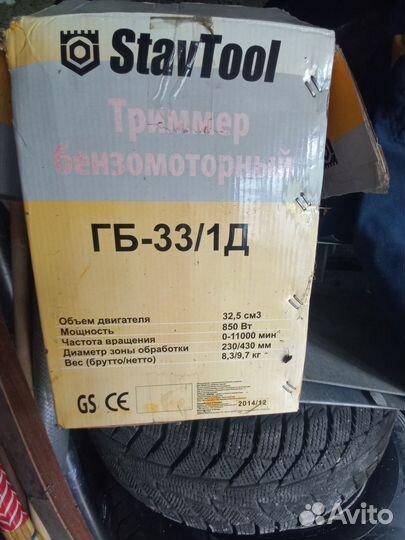 StavTool
Триммер
бензомоторный
ГБ-33/1Д
Объем двигателя 32,5 см3
Мощность 850 Вт
Частота вращения 0-11000 мин
Диаметр зоны обработки 230/430 мм
Вес (брутто/нетто) 8,3/9,7 кг
GS CE
2014/12
Avito